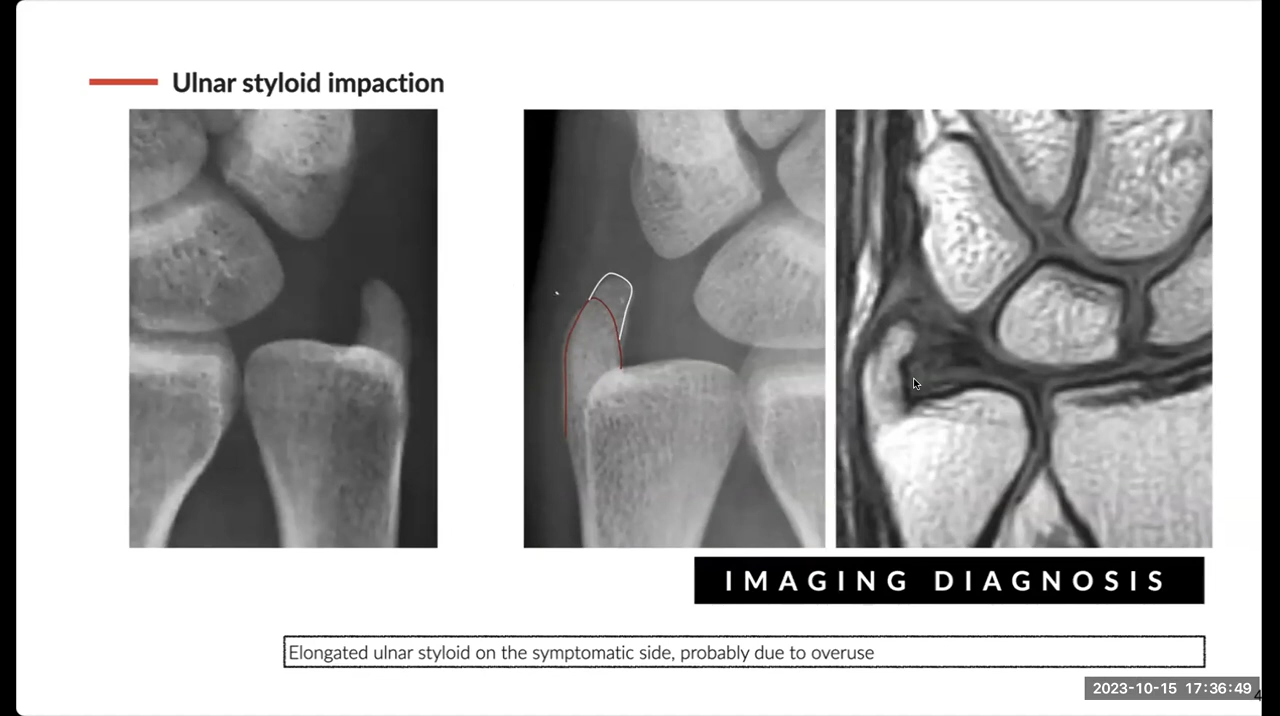 Ulnar styloid impaction
IMAGING DIAGNOSIS
Elongated ulnar styloid on the symptomatic side, probably due to overuse
2023-10-15 17:36:49
4